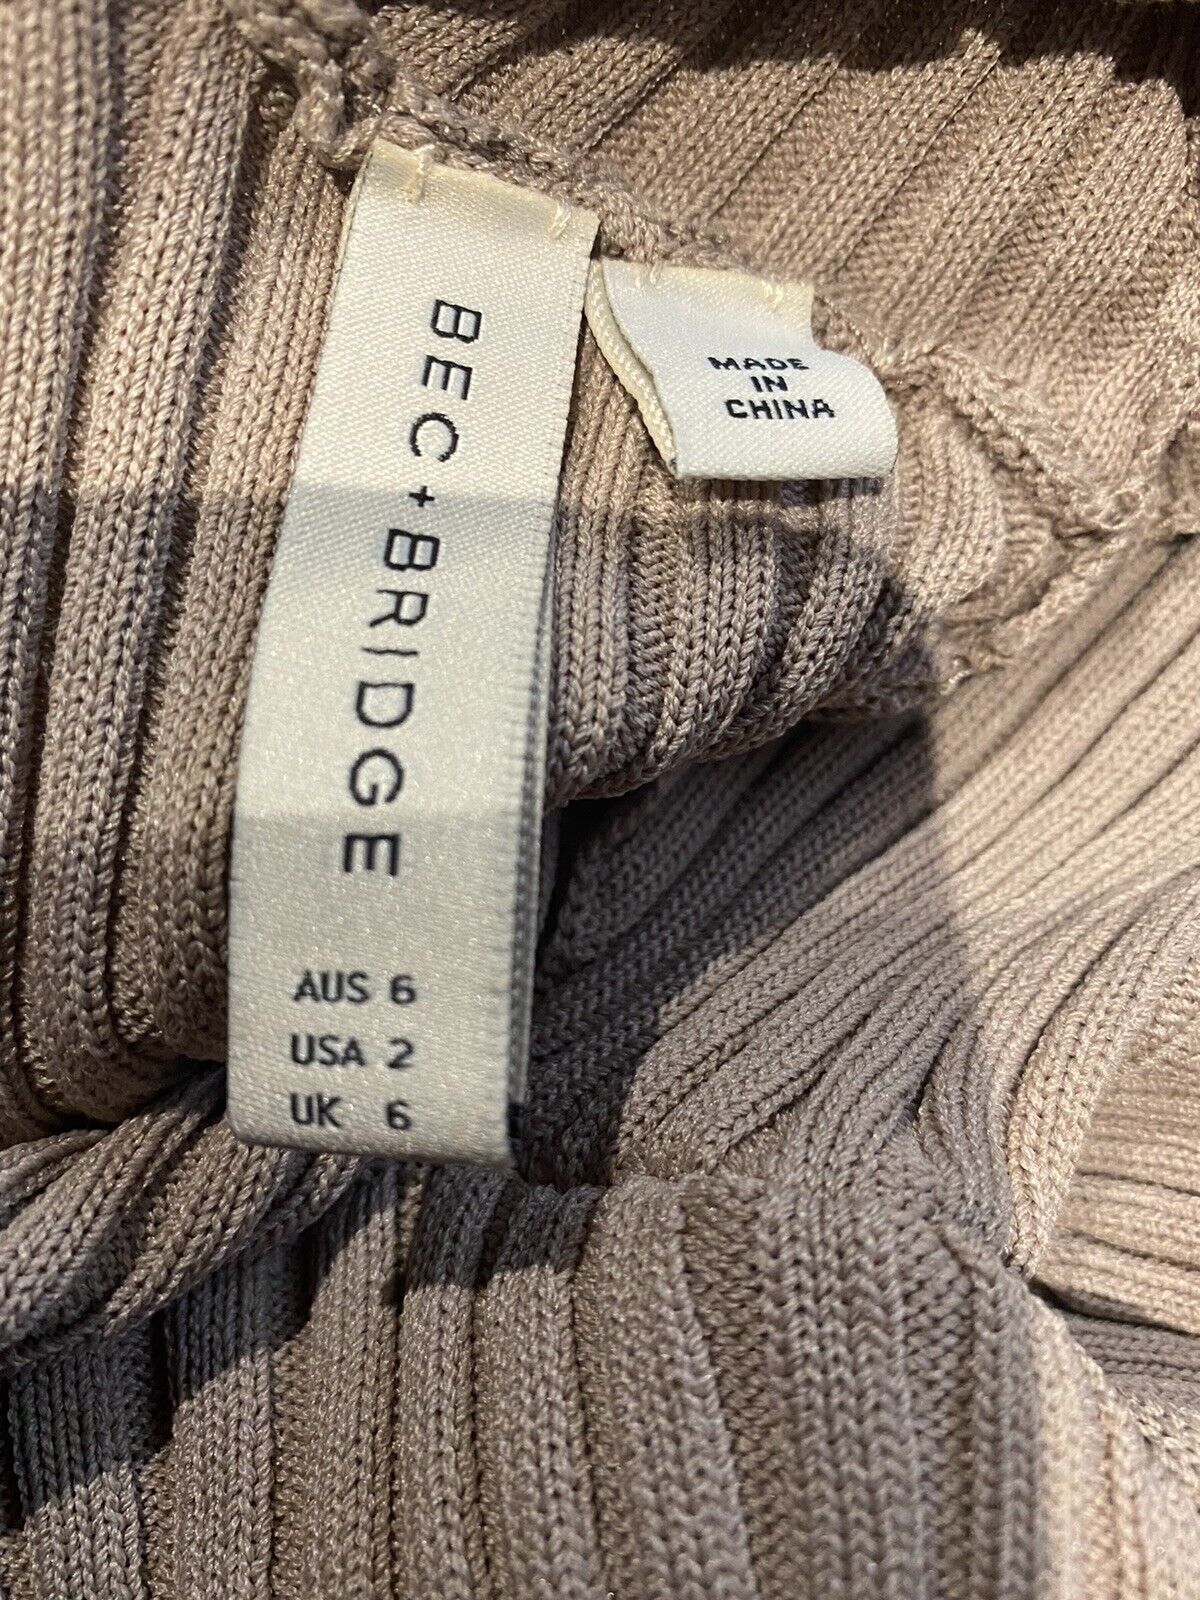 BEC+BRIDGE
AUS 6
USA 2
UK 6
MADE
IN
CHINA